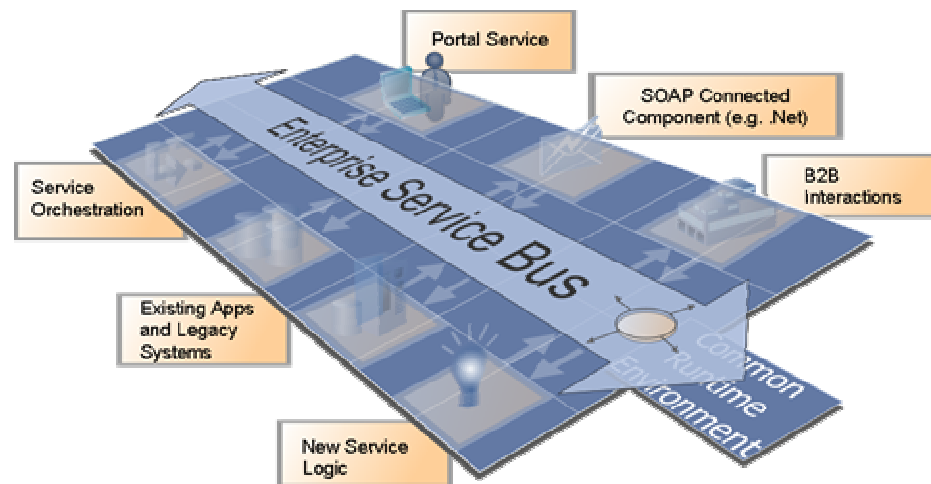 Portal Service
SOAP Connected
Component (e.g. .Net)
B2B
Interactions
Enterprise Service Bus
Service
Orchestration
Existing Apps
and Legacy
Systems
New Service
Logic
Common
Runtime
Environment